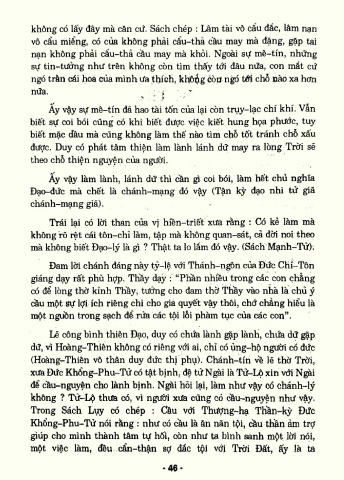 không có lấy đây mà căn cứ. Sách chép : Lâm tài vô cẩu đắc, lâm nạn
vô cẩu miểng, có của không phải cẩu-thả cầu may mà đặng, gặp tai
nạn không phải cẩu-thả cầu may mà khỏi. Ngoài sự mê-tín, những
sự tin-tưởng như trên không còn tìm thấy tới đâu nữa, con mắt cứ
ngó trân cái hoa của mình ưa thích, không còn ngó tới chỗ nào xa hơn
nữa.
Ấy vậy sự mê-tín đã hao tài tốn của lại còn trụy-lạc chí khí. Vẫn
biết sự coi bói cũng có khi biết được việc kiết hung họa phước, tuy
biết mặc dầu mà cũng không làm thế nào tìm chỗ tốt tránh chỗ xấu
được. Duy có phát tâm thiện làm lành lánh dữ may ra lòng Trời sẽ
theo chỗ thiện nguyện của người.
Ấy vậy làm lành, lánh dữ thì cần gì coi bói, làm hết chủ nghĩa
Đạo-đức mà chết là chánh-mạng đó vậy (Tận kỳ đạo nhi tử giã
chánh-mạng giã).
Trái lại có lời than của vị hiền-triết xưa rằng : Có kẻ làm mà
không rõ rệt cái tôn-chỉ làm, tập mà không quan-sát, cả đời noi theo
mà không biết Đạo-lý là gì ? Thật ta lo lắm đó vậy. (Sách Mạnh-Tử).
Đam lời chánh đáng này tỷ-lệ với Thánh-ngôn của Đức Chí-Tôn
giáng dạy rất phù hợp. Thầy dạy : "Phần nhiều trong các con chẳng
có để lòng thờ kính Thầy, tưởng cho đam thờ Thầy vào nhà là chủ ý
cầu một sự lợi ích riêng chi cho gia quyết vậy thôi, chớ chẳng hiểu là
một nguồn trong sạch để rửa các tội lỗi phàm tục của các con".
Lẽ công bình thiên Đạo, duy có chứa lành gặp lành, chứa dữ gặp
dữ, vì Hoàng-Thiên không có riêng với ai, chỉ có ủng-hộ người có đức
(Hoàng-Thiên vô thân duy đức thị phụ). Chánh-tín về lẽ thờ Trời,
xưa Đức Khổng-Phu-Tử có tật bịnh, đệ tử Ngài là Tử-Lộ xin với Ngài
để cầu-nguyện cho lành bịnh. Ngài hỏi lại, làm như vậy có chánh-lý
không ? Tử-Lộ thưa có, vì người xưa cũng có cầu-nguyện như vậy.
Trong Sách Lụy có chép : Cầu với Thượng-hạ Thần-kỳ Đức
Khổng-Phu-Tử nói rằng : như có cầu là ăn năn tội, cầu thần ám trợ
giúp cho mình thành tâm tự hối, còn như ta bình sanh một lời nói,
một việc làm, đều cẩn-thận sợ đắc tội với Trời Đất, ấy là ta
- 46 -